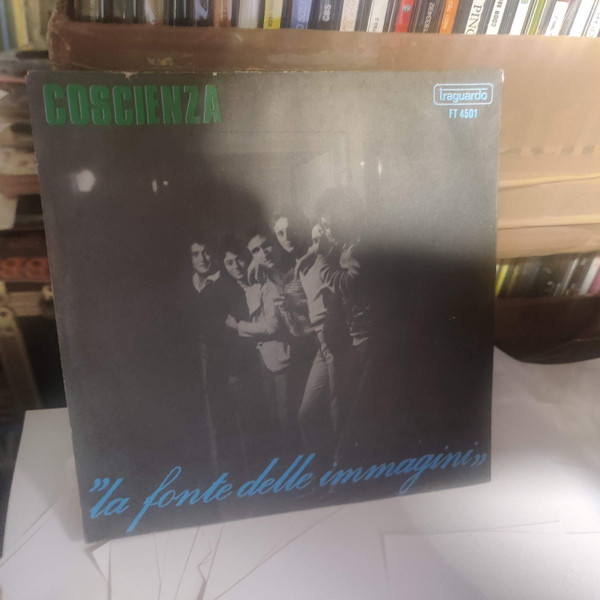 COSCIENZA
traguardo
FT 4501
"la fonte delle immagini"